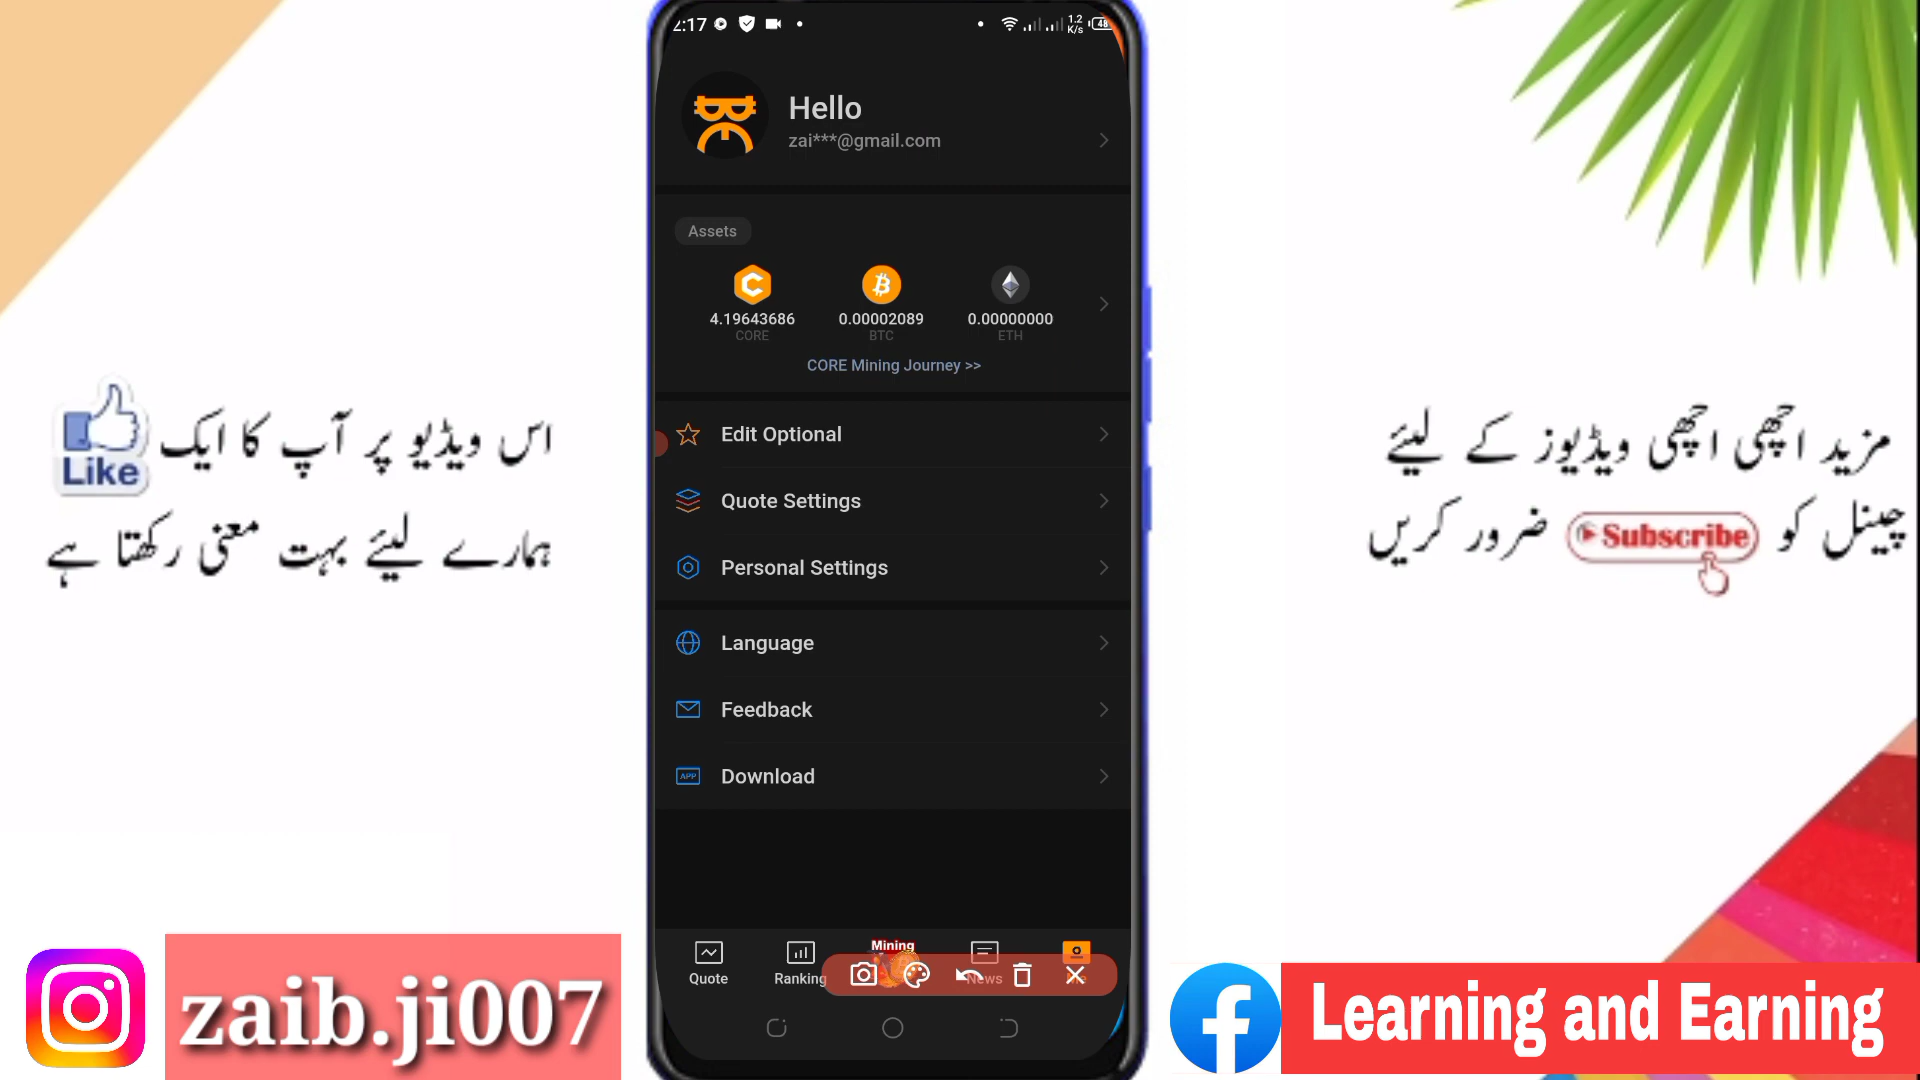 2:17
1.2
K/s
48
Hello
zai***@gmail.com
Assets
4.19643686
CORE
0.00002089
BTC
0.00000000
ETH
CORE Mining Journey >>
Edit Optional
Quote Settings
Personal Settings
Language
Feedback
APP
Download
Quote
Ranking
Mining
News
اس ویڈیو پر آپ کا ایک Like
ہمارے لیئے بہت معنی رکھتا ہے
مزید اچھی اچھی ویڈیوز کے لیئے
چینل کو Subscribe ضرور کریں
zaib.ji007
Learning and Earning